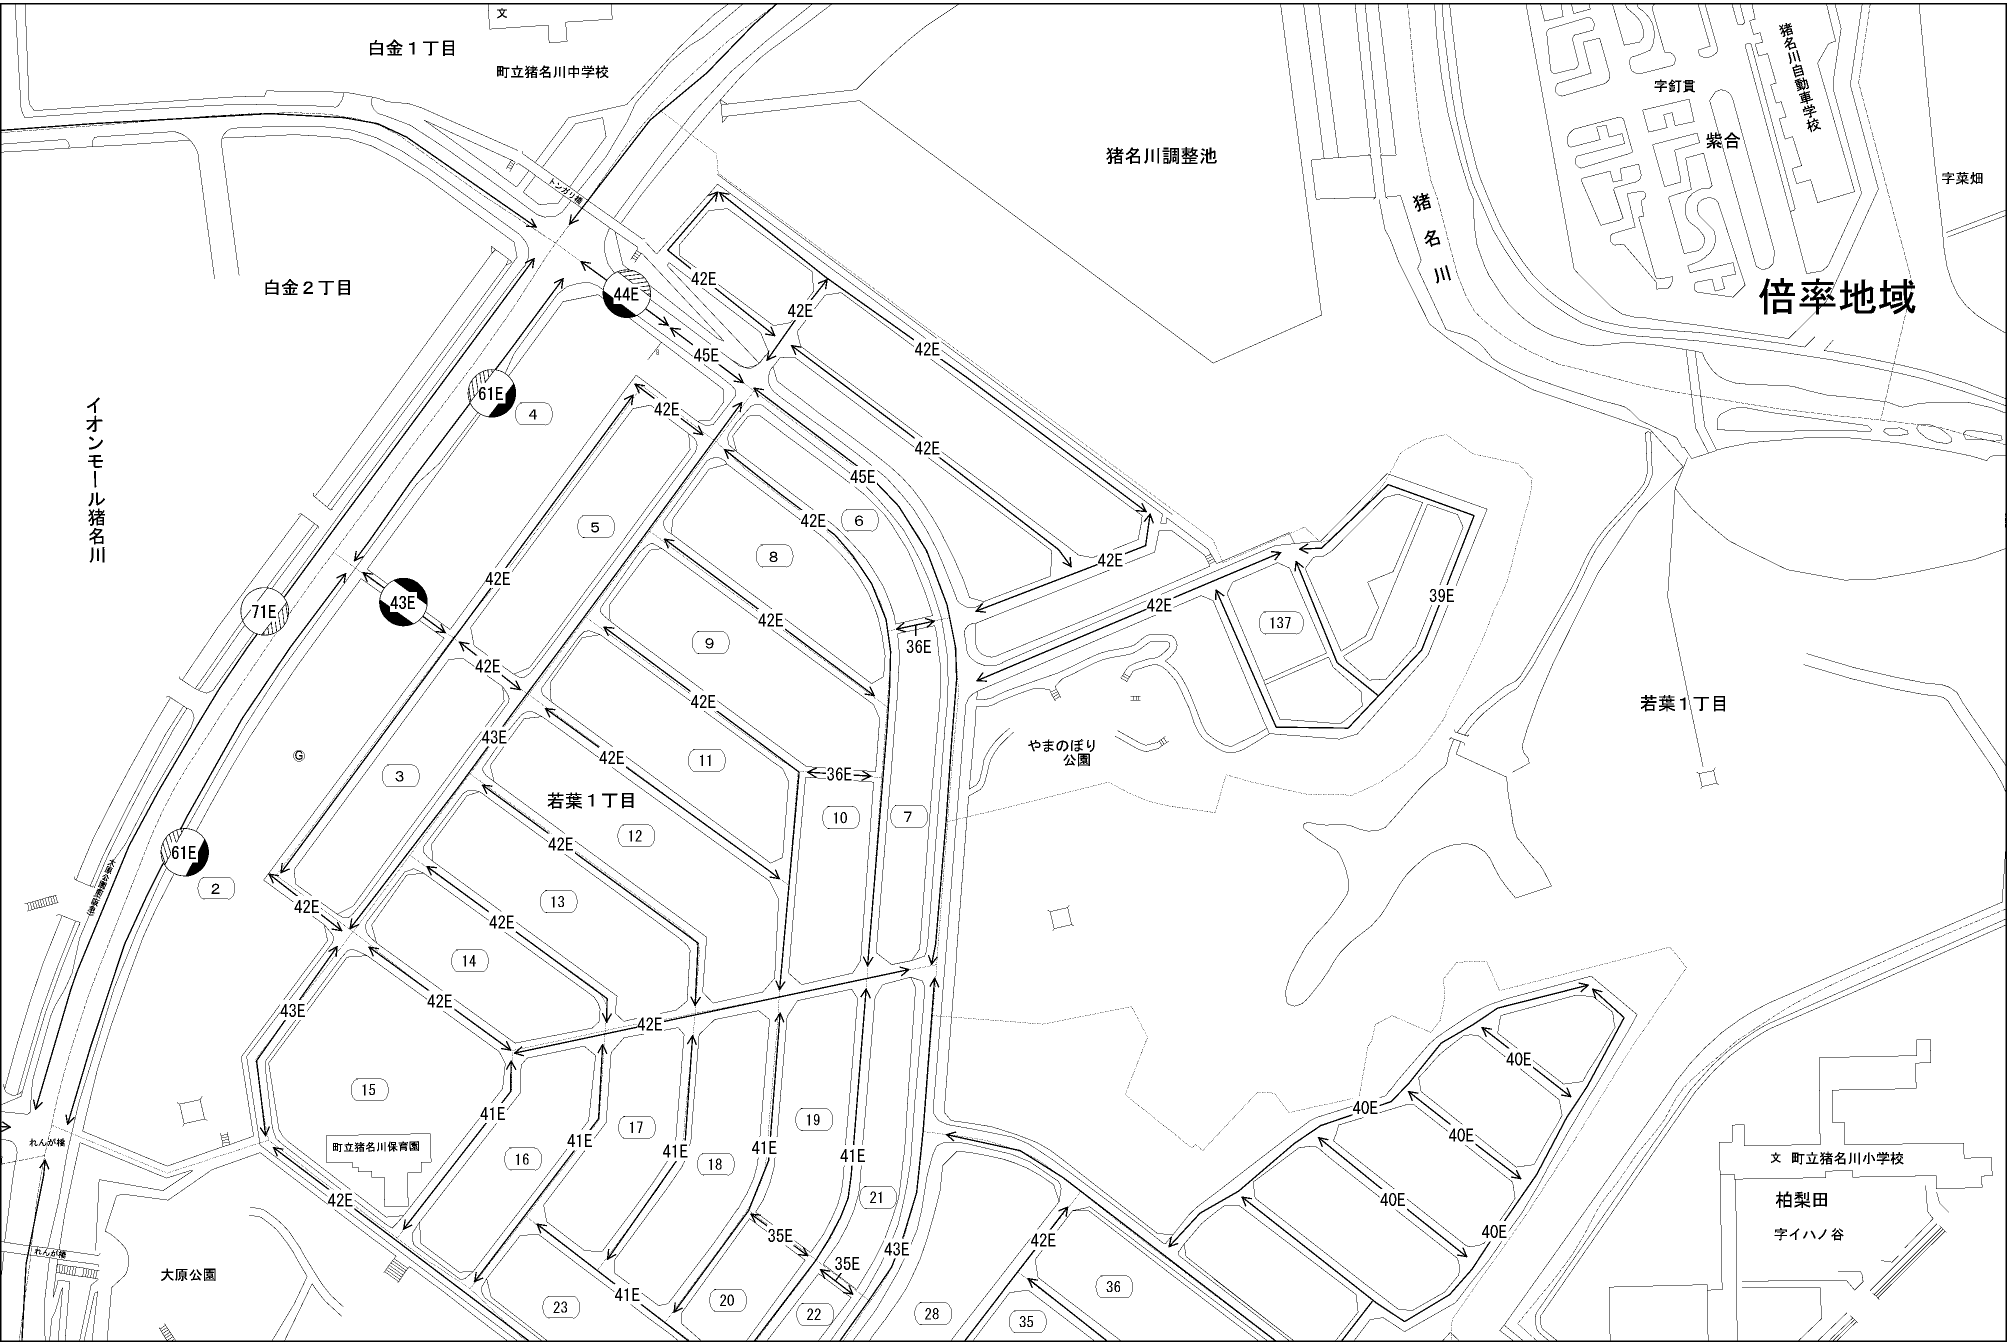 文
白金１丁目
町立猪名川中学校
猪名川自動車学校
字釘貫
紫合
猪名川調整池
字菜畑
トンガリ橋
猪名川
42E
白金２丁目
42E
44E
42E
倍率地域
45E
42E
61E
4
42E
イオンモール猪名川
42E
45E
5
6
42E
8
42E
42E
71E
43E
42E
42E
39E
137
9
36E
42E
42E
若葉１丁目
43E
やまのぼり
公園
G
3
42E
11
36E
若葉１丁目
12
10
7
42E
61E
2
大原公園
42E
13
42E
14
42E
43E
42E
40E
15
41E
40E
17
19
40E
れんが橋
町立猪名川保育園
41E
41E
41E
41E
16
18
文 町立猪名川小学校
42E
21
40E
柏梨田
35E
40E
字イハノ谷
42E
43E
れんが橋
35E
大原公園
41E
36
23
20
22
28
35